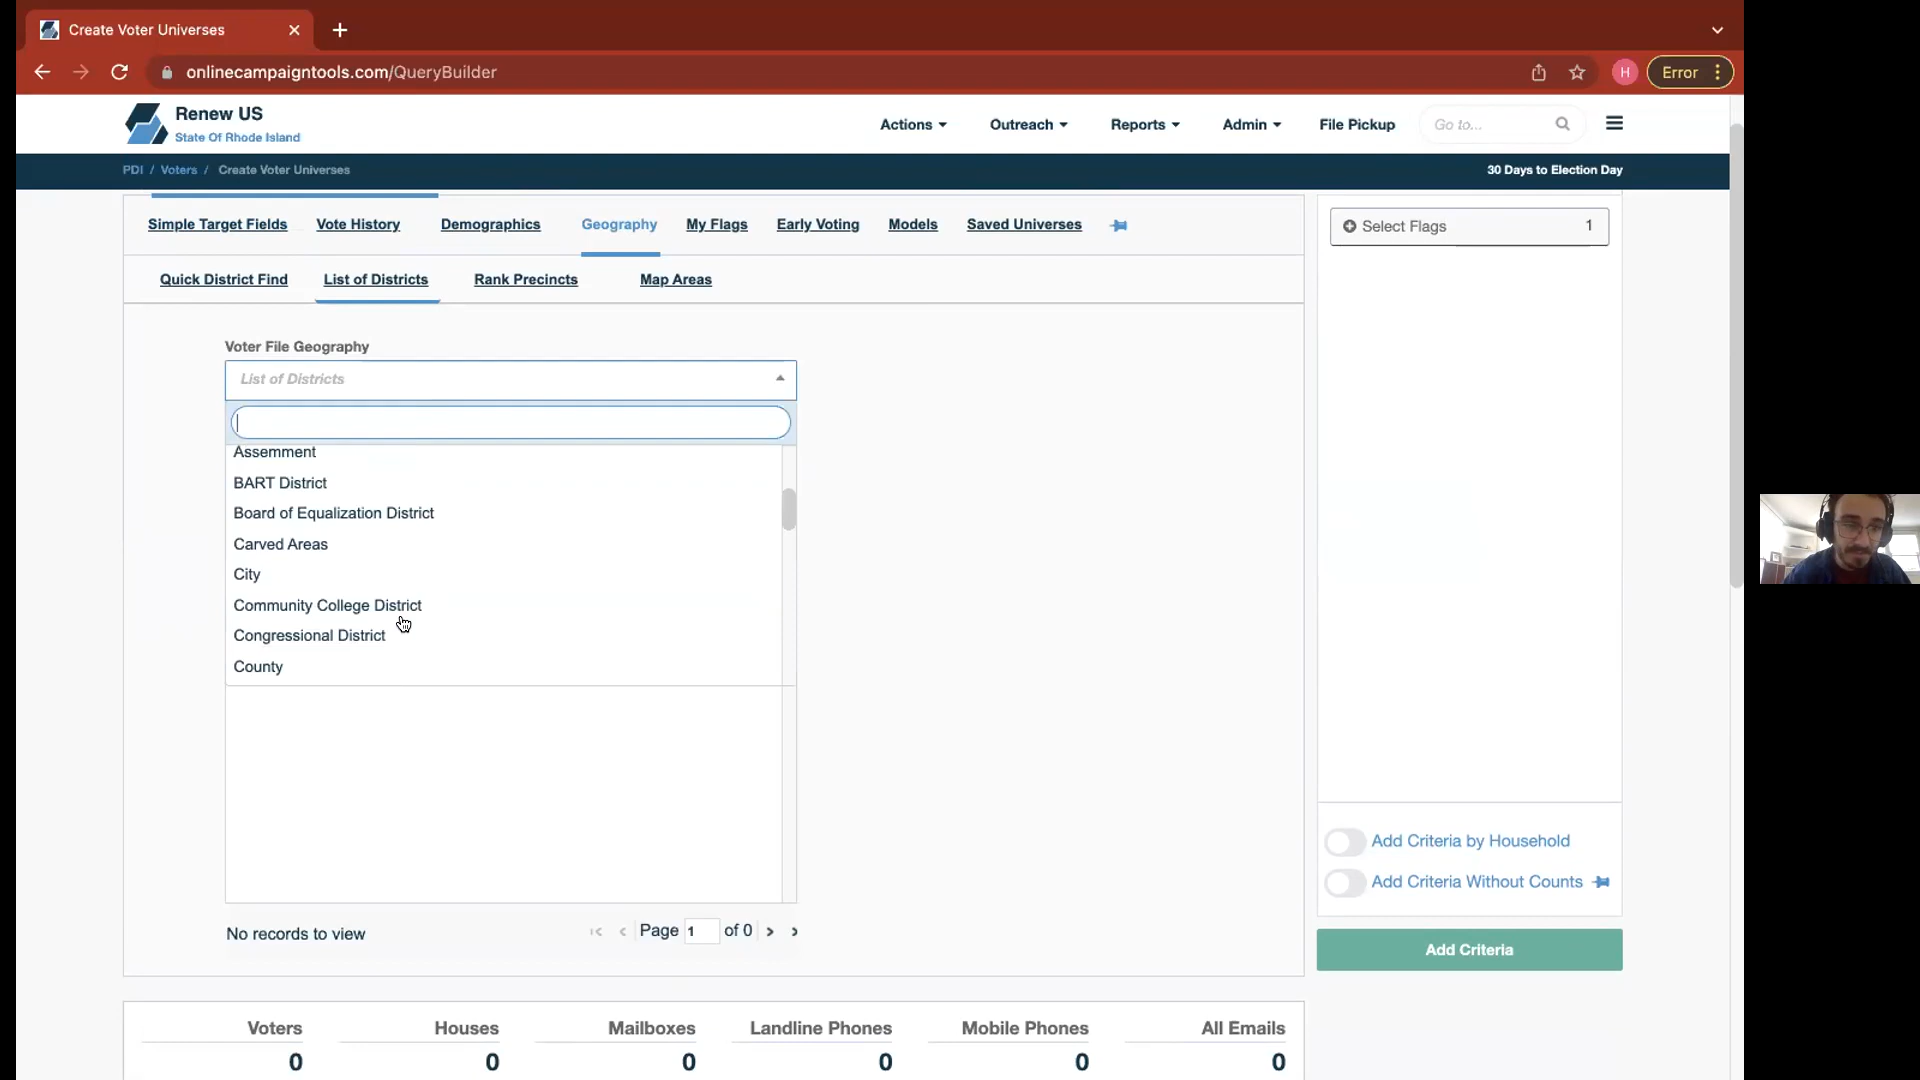 Create Voter Universes
onlinecampaigntools.com/QueryBuilder
H
Error
Renew US
State Of Rhode Island
Actions
Outreach
Reports
Admin
File Pickup
Go to...
PDI / Voters / Create Voter Universes
30 Days to Election Day
Simple Target Fields
Vote History
Demographics
Geography
My Flags
Early Voting
Models
Saved Universes
Quick District Find
List of Districts
Rank Precincts
Map Areas
Select Flags 1
Voter File Geography
List of Districts
Assemment
BART District
Board of Equalization District
Carved Areas
City
Community College District
Congressional District
County
No records to view
Page 1 of 0
Add Criteria by Household
Add Criteria Without Counts
Add Criteria
Voters
Houses
Mailboxes
Landline Phones
Mobile Phones
All Emails
0
0
0
0
0
0